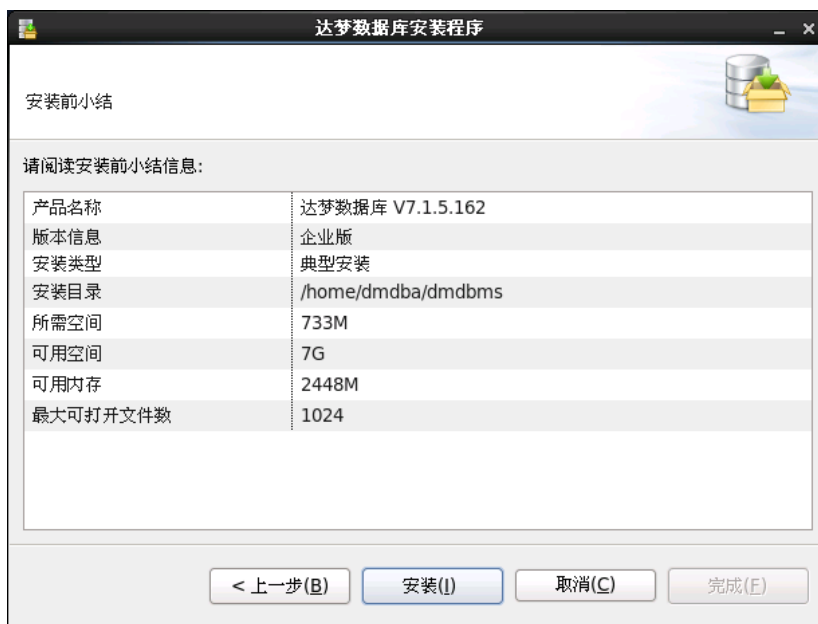 达梦数据库安装程序
安装前小结
请阅读安装前小结信息:
产品名称 达梦数据库 V7.1.5.162
版本信息 企业版
安装类型 典型安装
安装目录 /home/dmdba/dmdbms
所需空间 733M
可用空间 7G
可用内存 2448M
最大可打开文件数 1024
< 上一步(B) 安装(I) 取消(C) 完成(F)